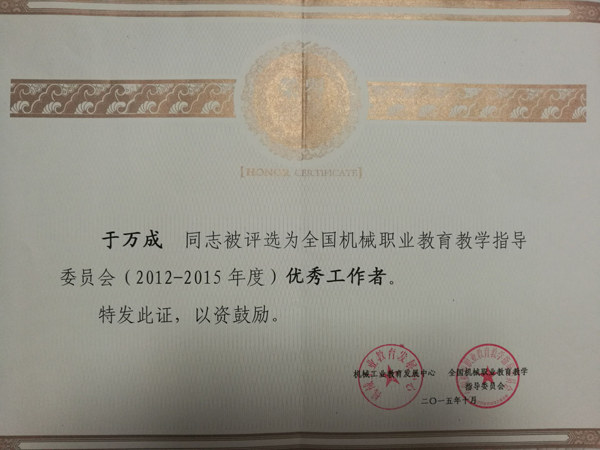 【HONOR CERTIFICATE】
于万成 同志被评选为全国机械职业教育教学指导
委员会（2012-2015 年度）优秀工作者。
特发此证，以资鼓励。
机械工业教育发展中心 全国机械职业教育教学
指导委员会
二〇一五年十月